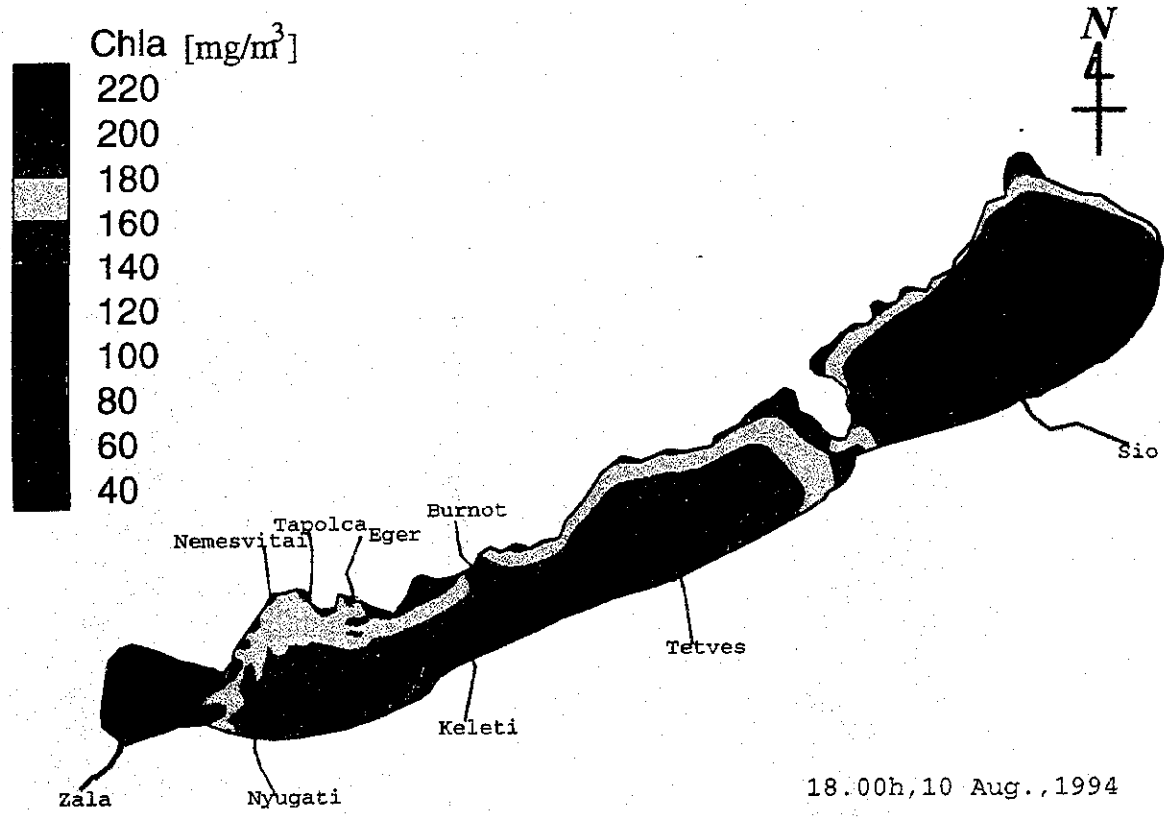 Chla [mg/m³]
N
220
200
180
160
140
120
100
80
60
40
Burnot
Tapolca
Eger
Nemesvitai
Sio
Tetves
Keleti
Zala
Nyugati
18.00h,10 Aug.,1994